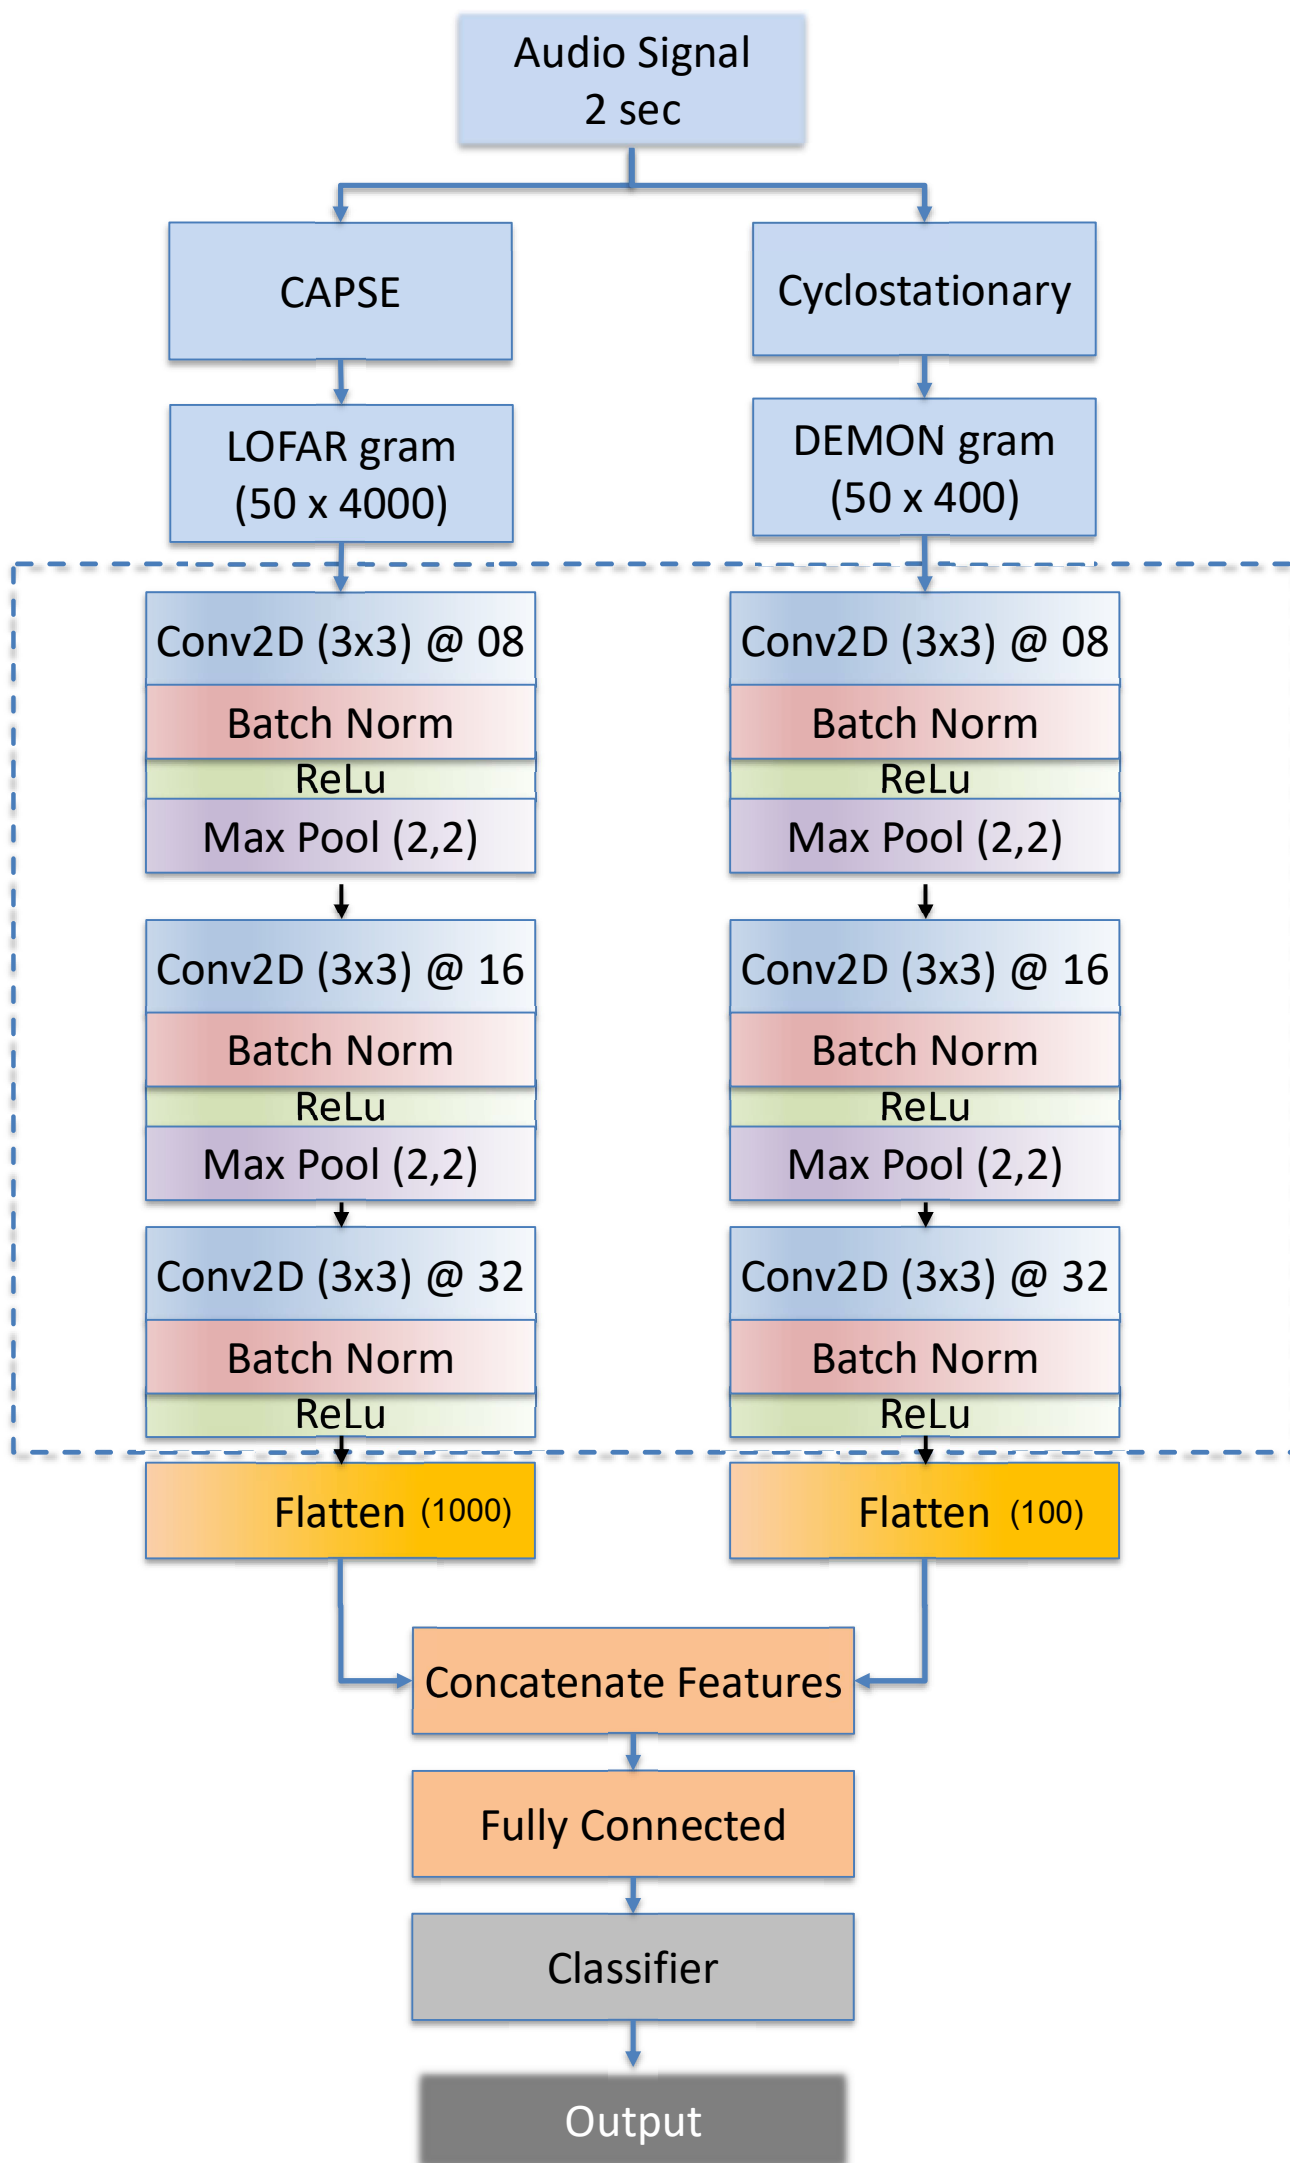 Audio Signal
2 sec
CAPSE
Cyclostationary
LOFAR gram
(50 x 4000)
DEMON gram
(50 x 400)
Conv2D (3x3) @ 08
Batch Norm
ReLu
Max Pool (2,2)
Conv2D (3x3) @ 16
Batch Norm
ReLu
Max Pool (2,2)
Conv2D (3x3) @ 32
Batch Norm
ReLu
Flatten (1000)
Conv2D (3x3) @ 08
Batch Norm
ReLu
Max Pool (2,2)
Conv2D (3x3) @ 16
Batch Norm
ReLu
Max Pool (2,2)
Conv2D (3x3) @ 32
Batch Norm
ReLu
Flatten (100)
Concatenate Features
Fully Connected
Classifier
Output